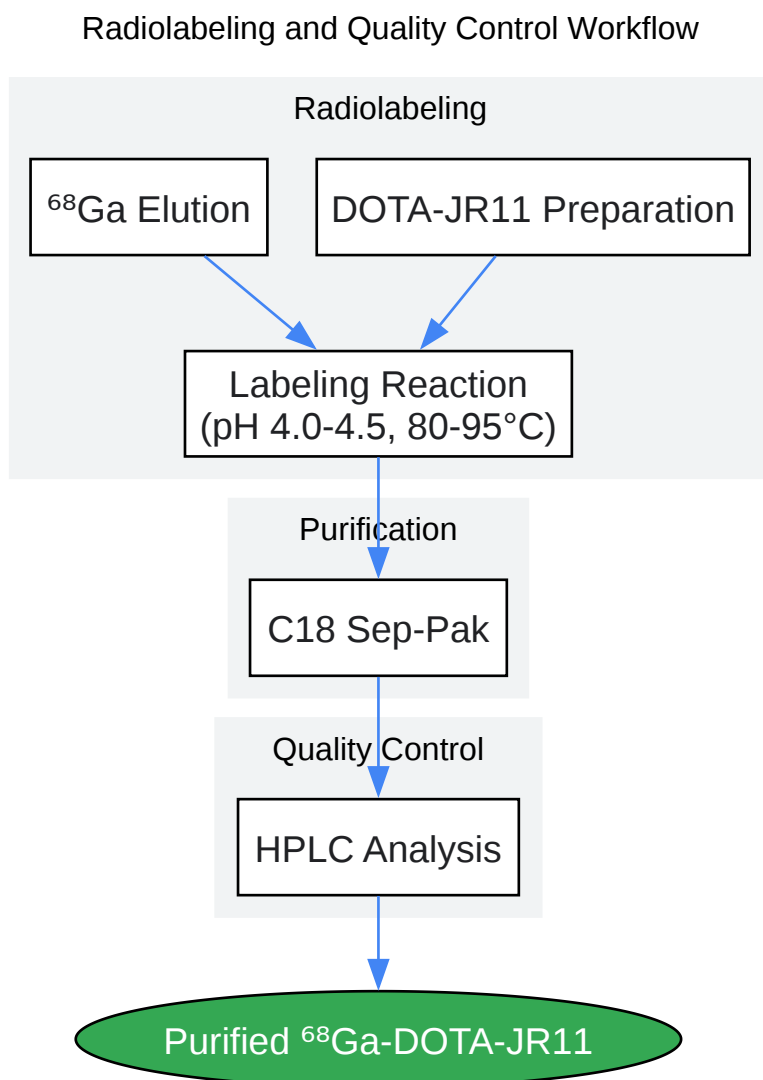 Radiolabeling and Quality Control Workflow
Radiolabeling
⁶⁸Ga Elution
DOTA-JR11 Preparation
Labeling Reaction
(pH 4.0-4.5, 80-95°C)
Purification
C18 Sep-Pak
Quality Control
HPLC Analysis
Purified ⁶⁸Ga-DOTA-JR11